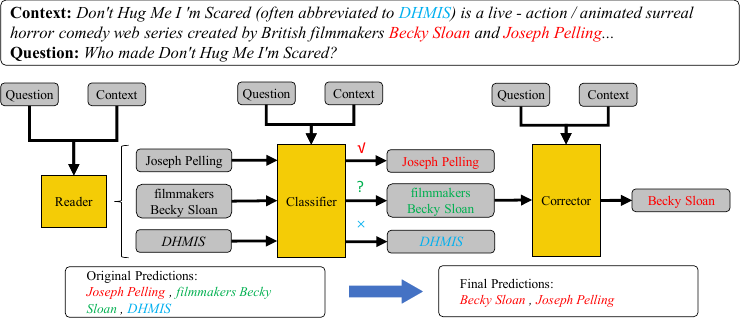 Context: Don't Hug Me I 'm Scared (often abbreviated to DHMIS) is a live - action / animated surreal
horror comedy web series created by British filmmakers Becky Sloan and Joseph Pelling...
Question: Who made Don't Hug Me I'm Scared?
Question
Context
Question
Context
Question
Context
Reader
Joseph Pelling
filmmakers
Becky Sloan
DHMIS
Classifier
√
?
×
Joseph Pelling
filmmakers
Becky Sloan
DHMIS
Corrector
Becky Sloan
Original Predictions:
Joseph Pelling , filmmakers Becky
Sloan , DHMIS
Final Predictions:
Becky Sloan , Joseph Pelling